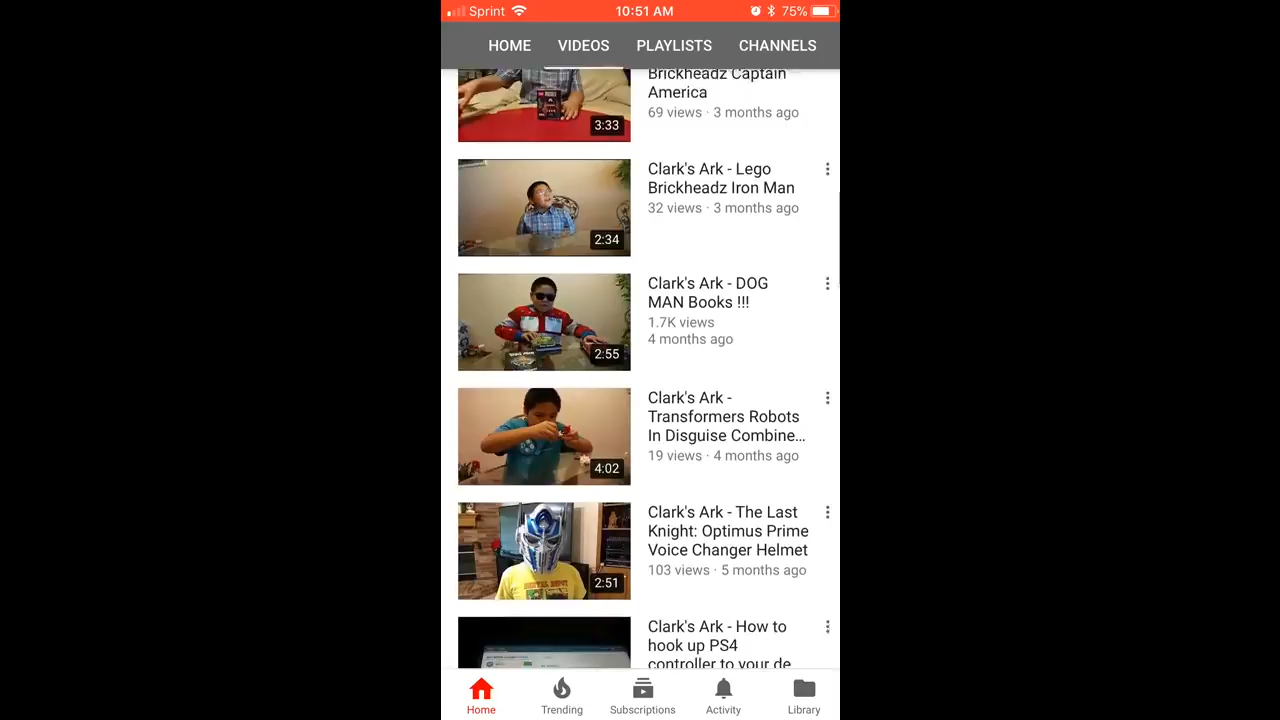 Sprint 10:51 AM 75%
HOME VIDEOS PLAYLISTS CHANNELS
Brickheadz Captain
America
69 views · 3 months ago
3:33
Clark's Ark - Lego
Brickheadz Iron Man
32 views · 3 months ago
2:34
Clark's Ark - DOG
MAN Books !!!
1.7K views
4 months ago
2:55
Clark's Ark -
Transformers Robots
In Disguise Combine...
19 views · 4 months ago
4:02
Clark's Ark - The Last
Knight: Optimus Prime
Voice Changer Helmet
103 views · 5 months ago
2:51
Clark's Ark - How to
hook up PS4
controller to your de
Home Trending Subscriptions Activity Library